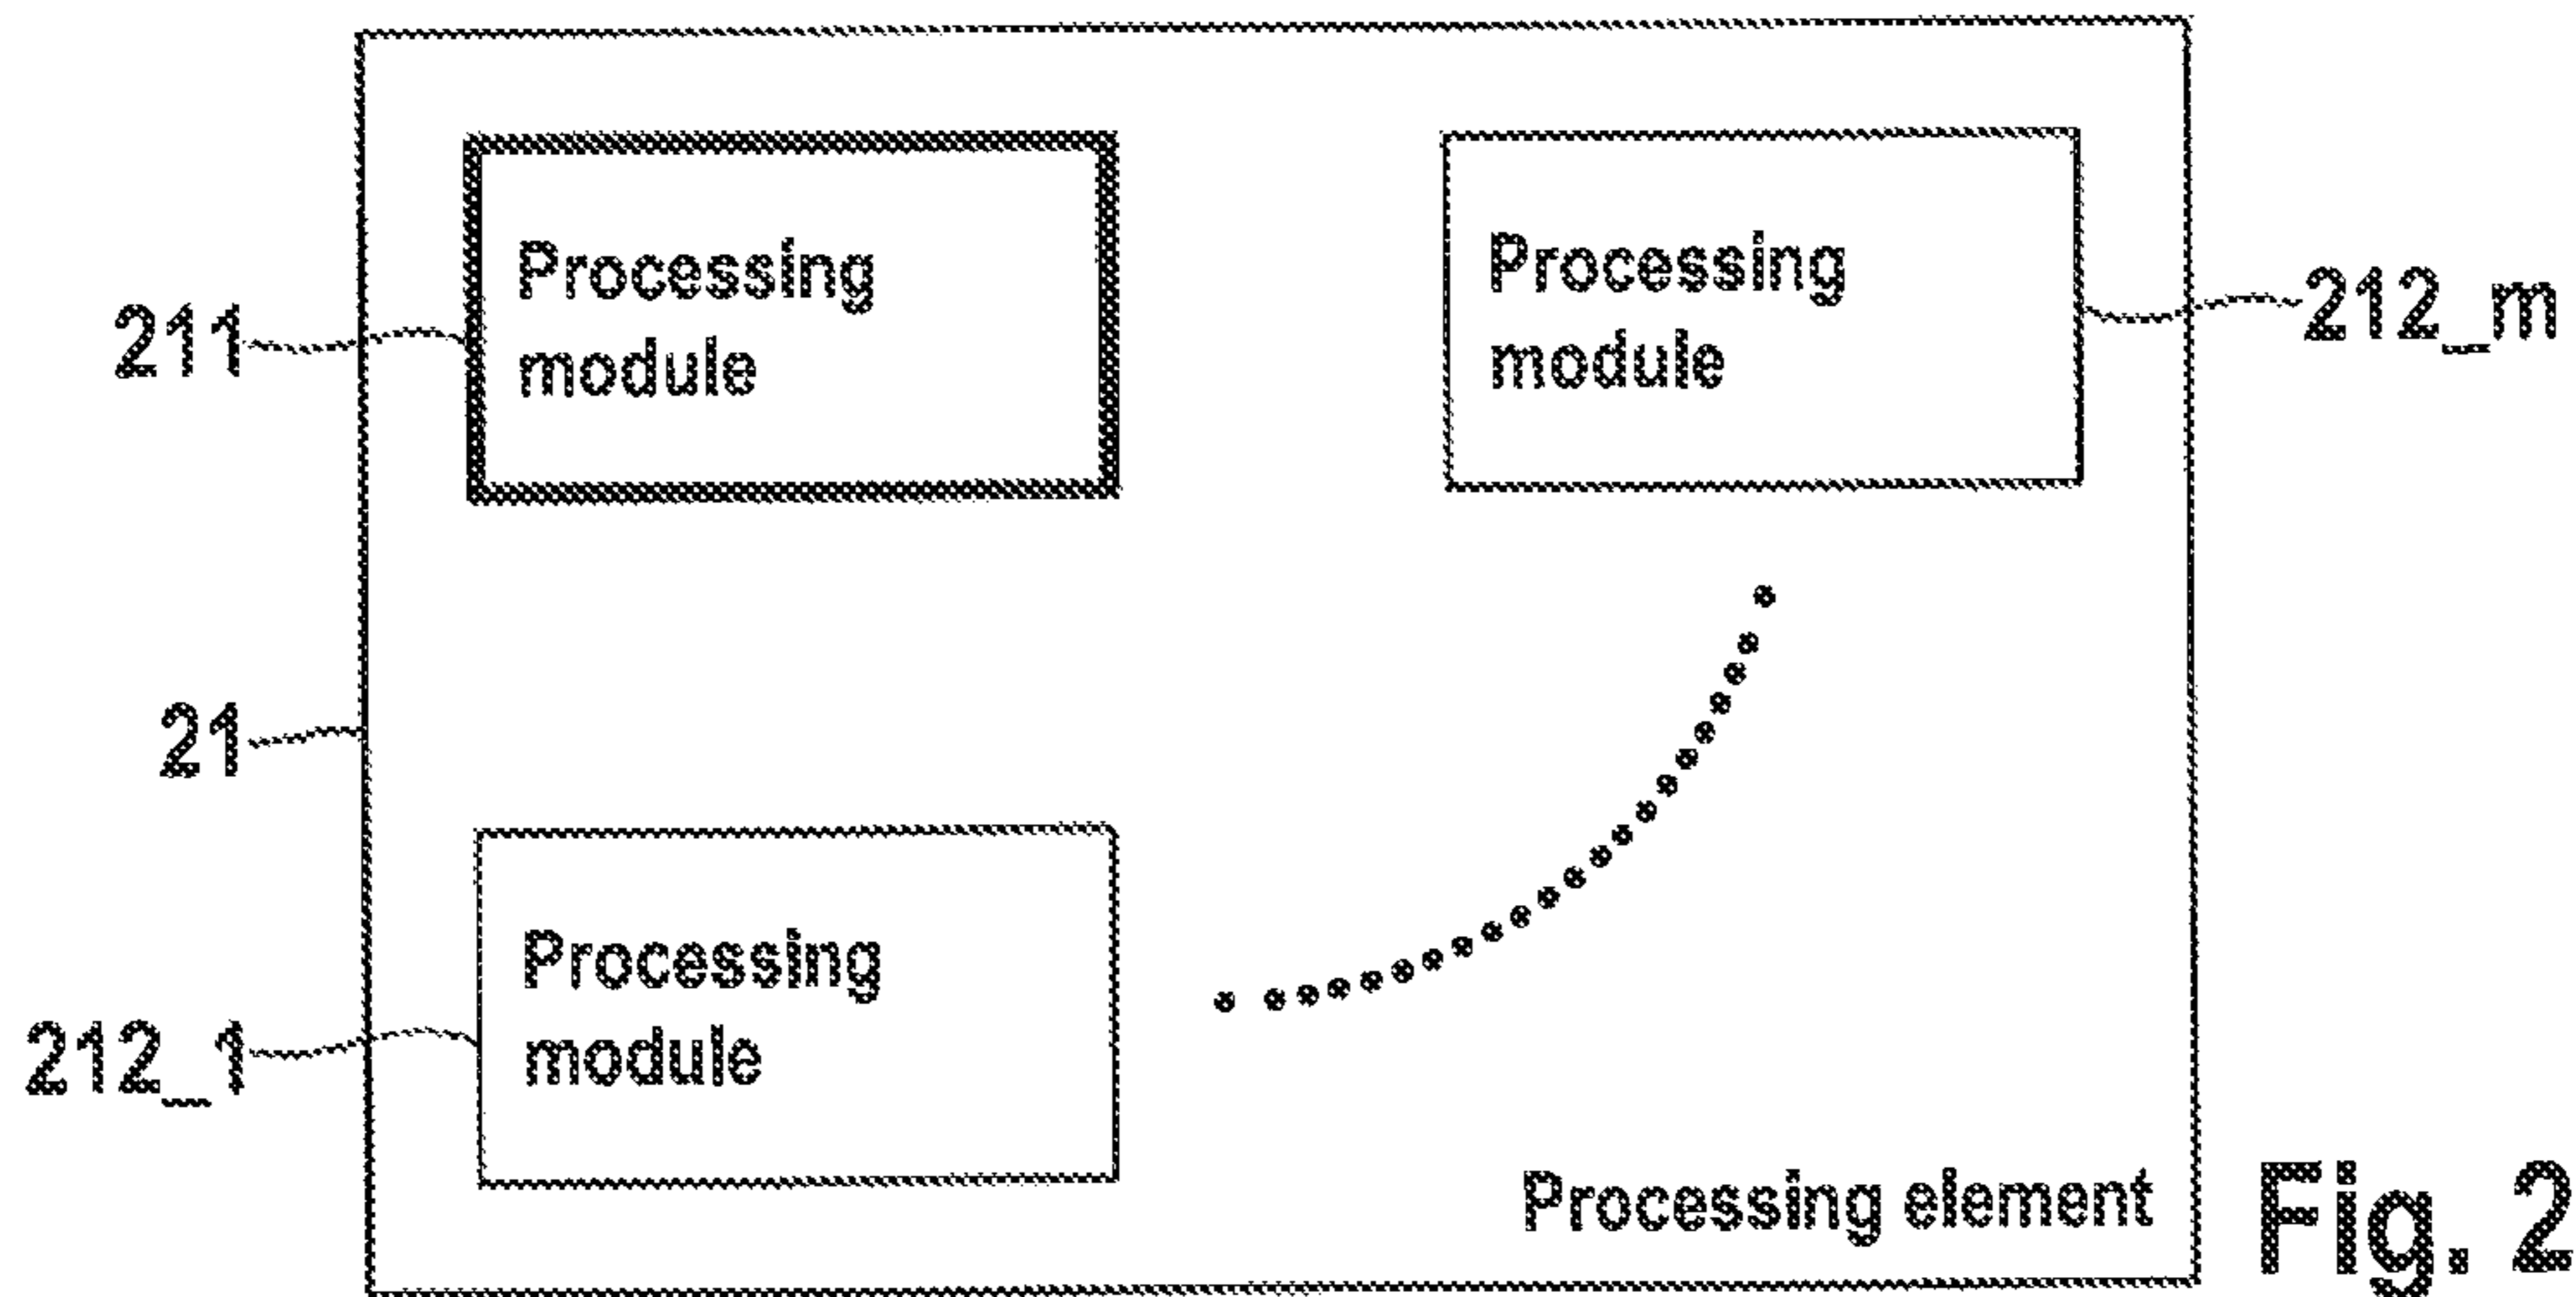 Processing
module
211
Processing
module
212_m
21
Processing
module
212_1
Processing element
Fig. 2